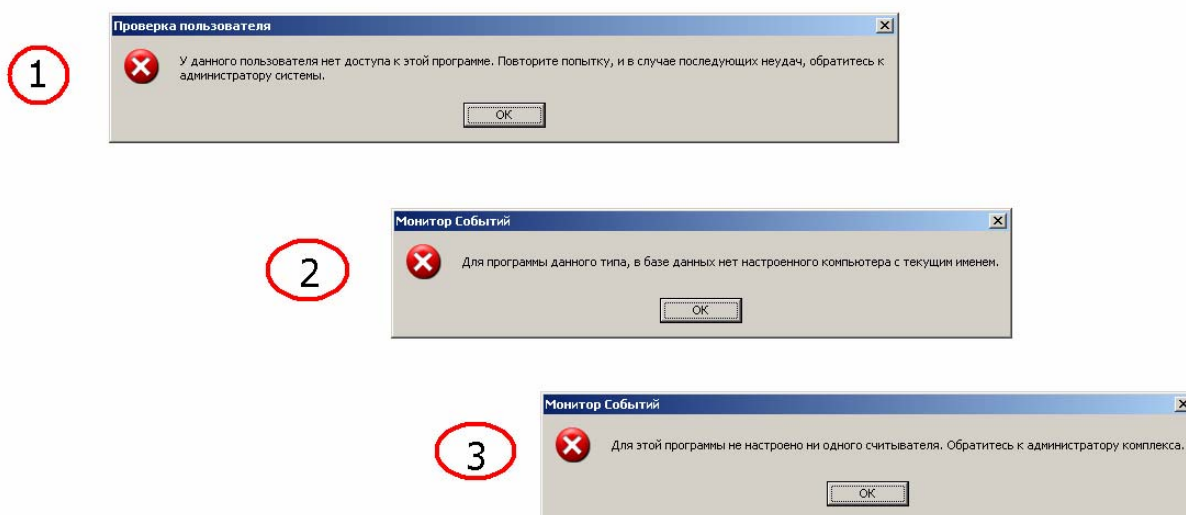 Проверка пользователя
1
У данного пользователя нет доступа к этой программе. Повторите попытку, и в случае последующих неудач, обратитесь к
администратору системы.
OK
Монитор Событий
2
Для программы данного типа, в базе данных нет настроенного компьютера с текущим именем.
OK
Монитор Событий
3
Для этой программы не настроено ни одного считывателя. Обратитесь к администратору комплекса.
OK